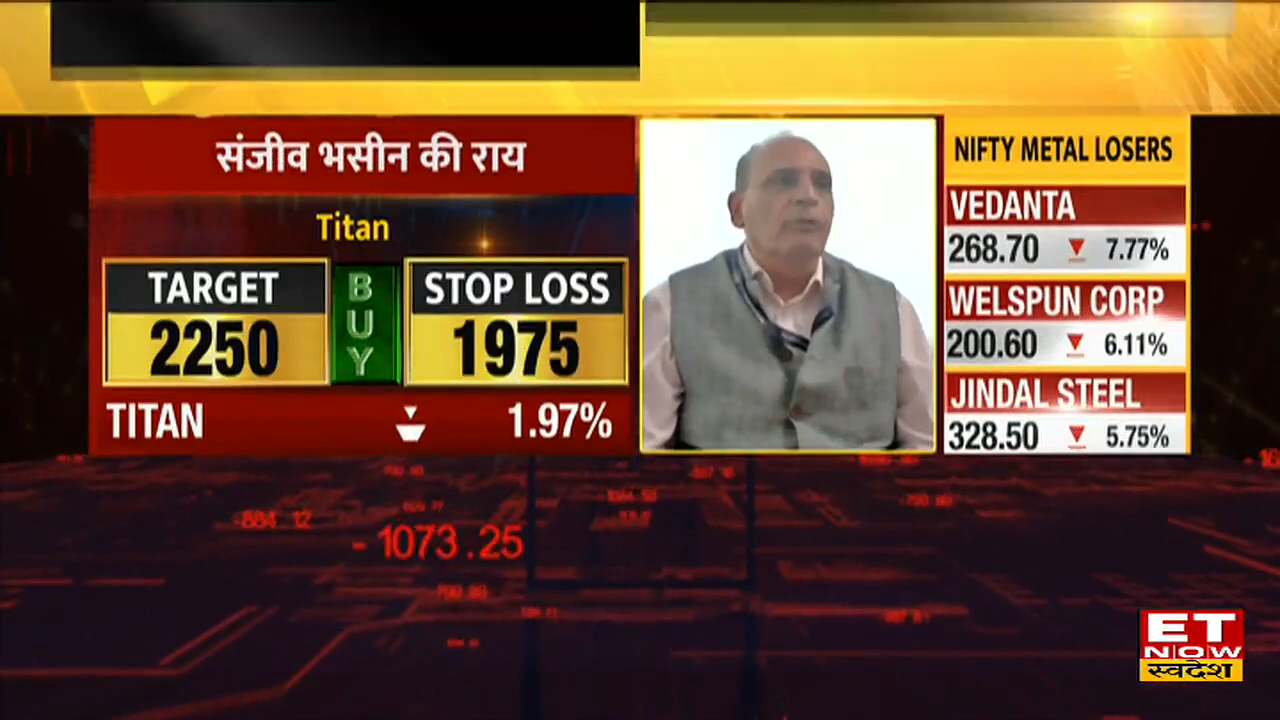 संजीव भसीन की राय
Titan
TARGET
2250
BUY
STOP LOSS
1975
TITAN 1.97%
NIFTY METAL LOSERS
VEDANTA
268.70 7.77%
WELSPUN CORP
200.60 6.11%
JINDAL STEEL
328.50 5.75%
-884 12
-1073.25
ET
NOW
स्वदेश